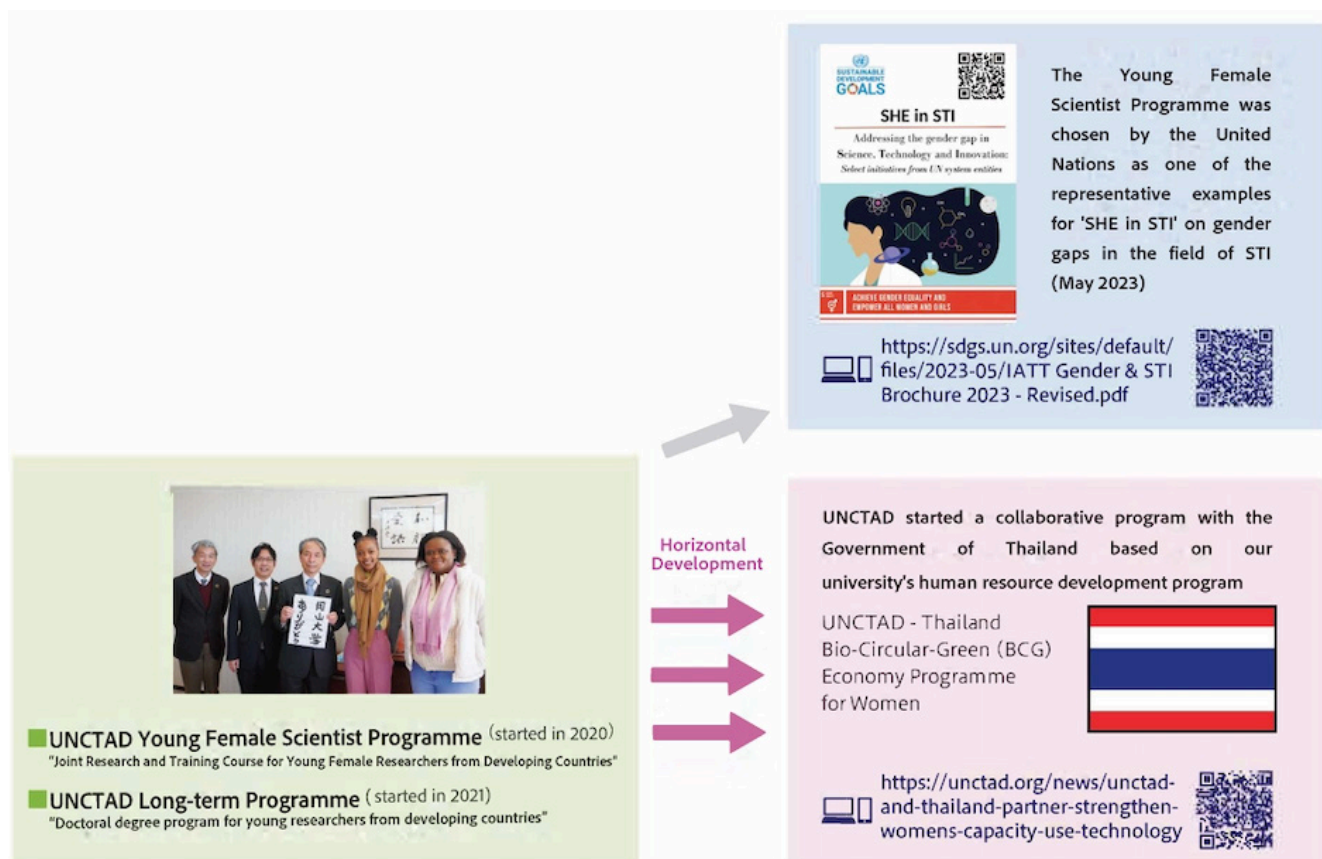 SUSTAINABLE
DEVELOPMENT
GOALS
SHE in STI
Addressing the gender gap in
Science, Technology and Innovation:
Select initiatives from UN system entities
ACHIEVE GENDER EQUALITY AND
EMPOWER ALL WOMEN AND GIRLS
The Young Female
Scientist Programme was
chosen by the United
Nations as one of the
representative examples
for 'SHE in STI' on gender
gaps in the field of STI
(May 2023)
https://sdgs.un.org/sites/default/
files/2023-05/IATT Gender & STI
Brochure 2023 - Revised.pdf
岡山大学
ありがとう
■UNCTAD Young Female Scientist Programme (started in 2020)
"Joint Research and Training Course for Young Female Researchers from Developing Countries"
■UNCTAD Long-term Programme (started in 2021)
"Doctoral degree program for young researchers from developing countries"
Horizontal
Development
UNCTAD started a collaborative program with the
Government of Thailand based on our
university's human resource development program
UNCTAD - Thailand
Bio-Circular-Green (BCG)
Economy Programme
for Women
https://unctad.org/news/unctad-
and-thailand-partner-strengthen-
womens-capacity-use-technology